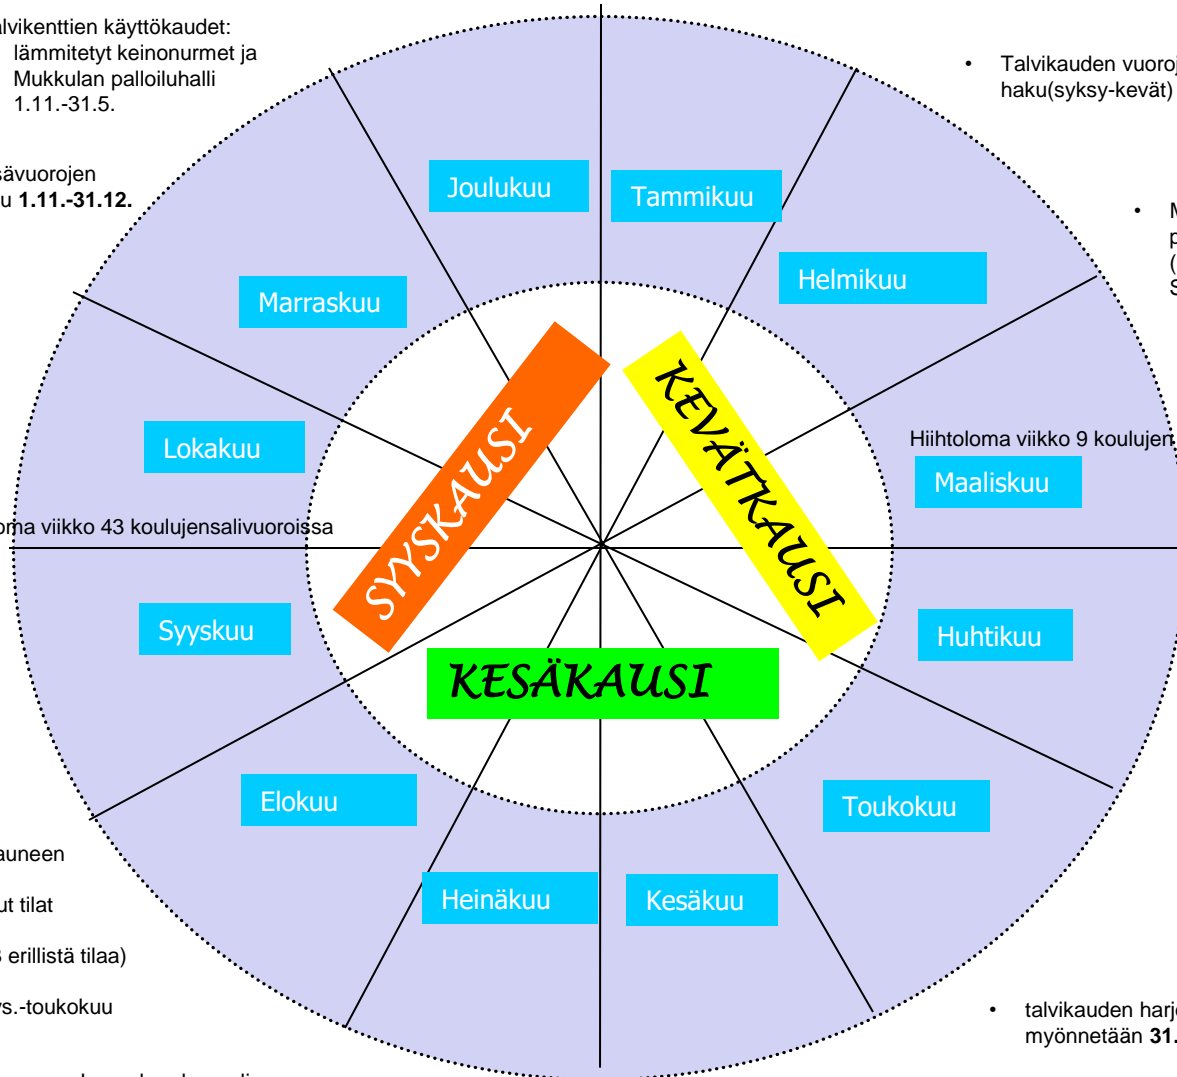 alvikenttien käyttökaudet:
lämmitetyt keinonurmet ja
Mukkulan palloiluhalli
1.11.-31.5.
• Talvikauden vuoroj
haku(syksy-kevät)
sävuorojen
u 1.11.-31.12.
Joulukuu
Tammikuu
Marraskuu
Helmikuu
Lokakuu
SYYSKAUSI
KEVÄTKAUSI
Hiihtoloma viikko 9 koulujen
Maaliskuu
oma viikko 43 koulujensalivuoroissa
Syyskuu
Huhtikuu
KESÄKAUSI
Elokuu
Toukokuu
auneen
ut tilat
erillistä tilaa)
s.-toukokuu
Heinäkuu
Kesäkuu
• talvikauden harj
myönnetään 31.